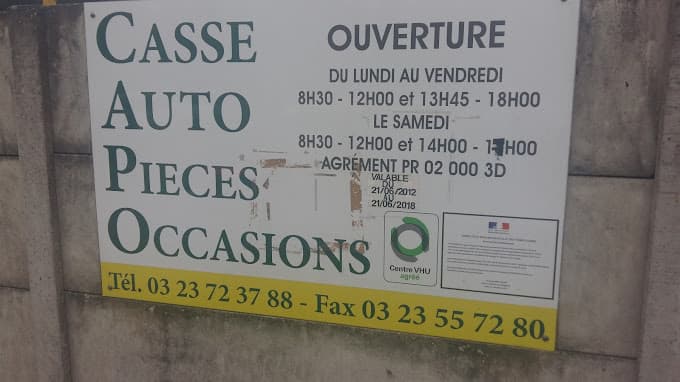 CASSE
AUTO
PIECES
OCCASIONS
OUVERTURE
DU LUNDI AU VENDREDI
8H30 - 12H00 et 13H45 - 18H00
LE SAMEDI
8H30 - 12H00 et 14H00 -
AGRÉMENT PR 02 000 3D
VALABLE
DU
21/06/2012
AU
21/06/2018
Centre VHU
agréé
Tél. 03 23 72 37 88 - Fax 03 23 55 72 80